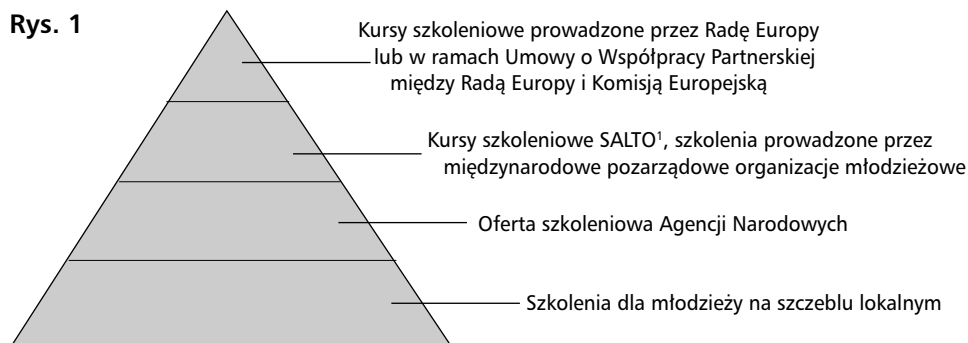 Rys. 1
Kursy szkoleniowe prowadzone przez Radę Europy
lub w ramach Umowy o Współpracy Partnerskiej
między Radą Europy i Komisją Europejską
Kursy szkoleniowe SALTO¹, szkolenia prowadzone przez
międzynarodowe pozarządowe organizacje młodzieżowe
Oferta szkoleniowa Agencji Narodowych
Szkolenia dla młodzieży na szczeblu lokalnym